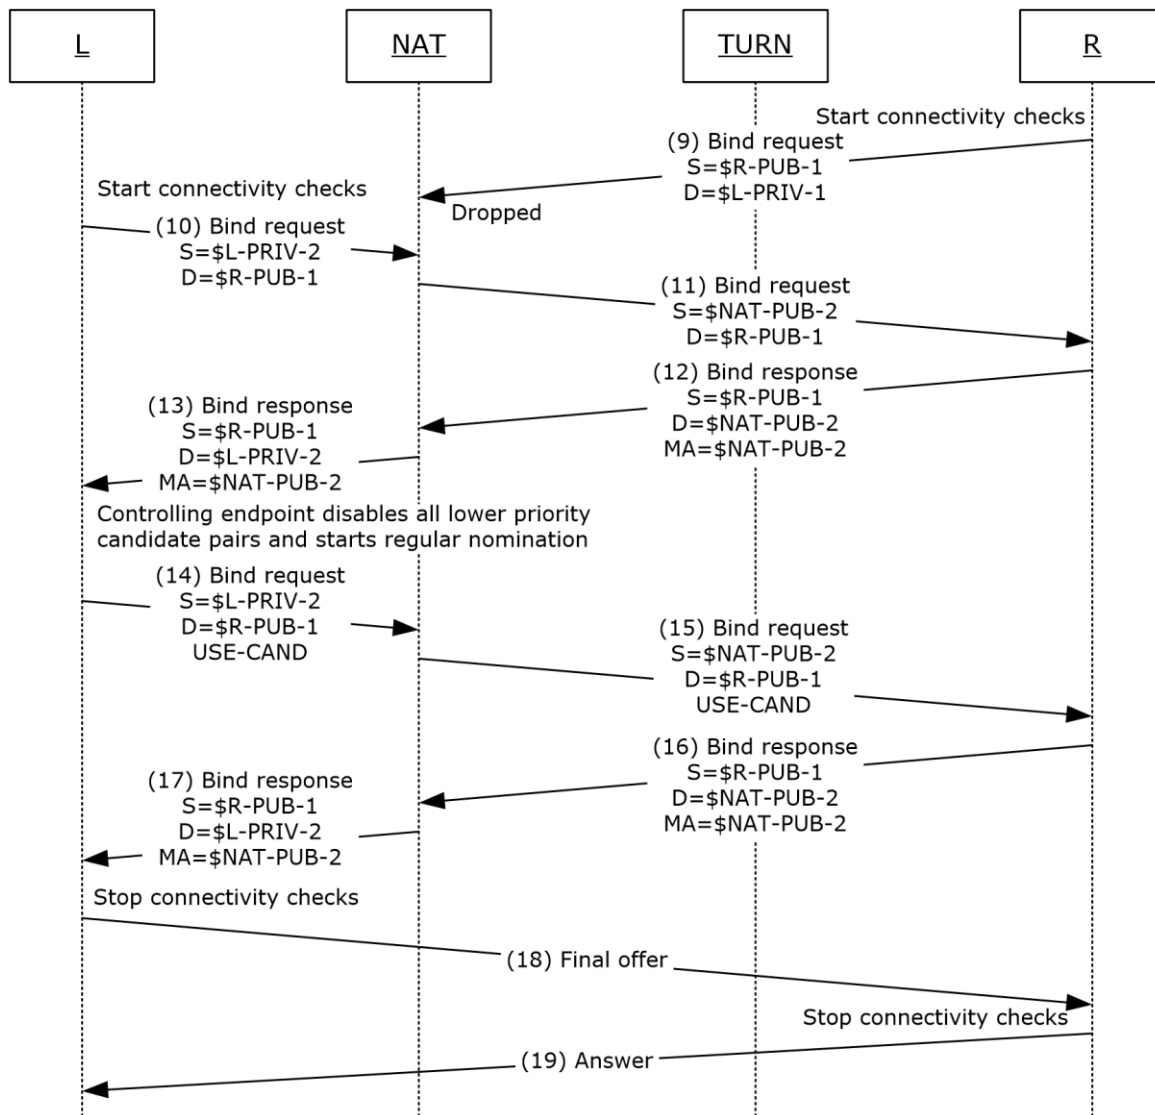 L
NAT
TURN
R
Start connectivity checks
(9) Bind request
S=$R-PUB-1
D=$L-PRIV-1
Start connectivity checks
Dropped
(10) Bind request
S=$L-PRIV-2
D=$R-PUB-1
(11) Bind request
S=$NAT-PUB-2
D=$R-PUB-1
(12) Bind response
S=$R-PUB-1
D=$NAT-PUB-2
MA=$NAT-PUB-2
(13) Bind response
S=$R-PUB-1
D=$L-PRIV-2
MA=$NAT-PUB-2
Controlling endpoint disables all lower priority
candidate pairs and starts regular nomination
(14) Bind request
S=$L-PRIV-2
D=$R-PUB-1
USE-CAND
(15) Bind request
S=$NAT-PUB-2
D=$R-PUB-1
USE-CAND
(16) Bind response
S=$R-PUB-1
D=$NAT-PUB-2
MA=$NAT-PUB-2
(17) Bind response
S=$R-PUB-1
D=$L-PRIV-2
MA=$NAT-PUB-2
Stop connectivity checks
(18) Final offer
Stop connectivity checks
(19) Answer